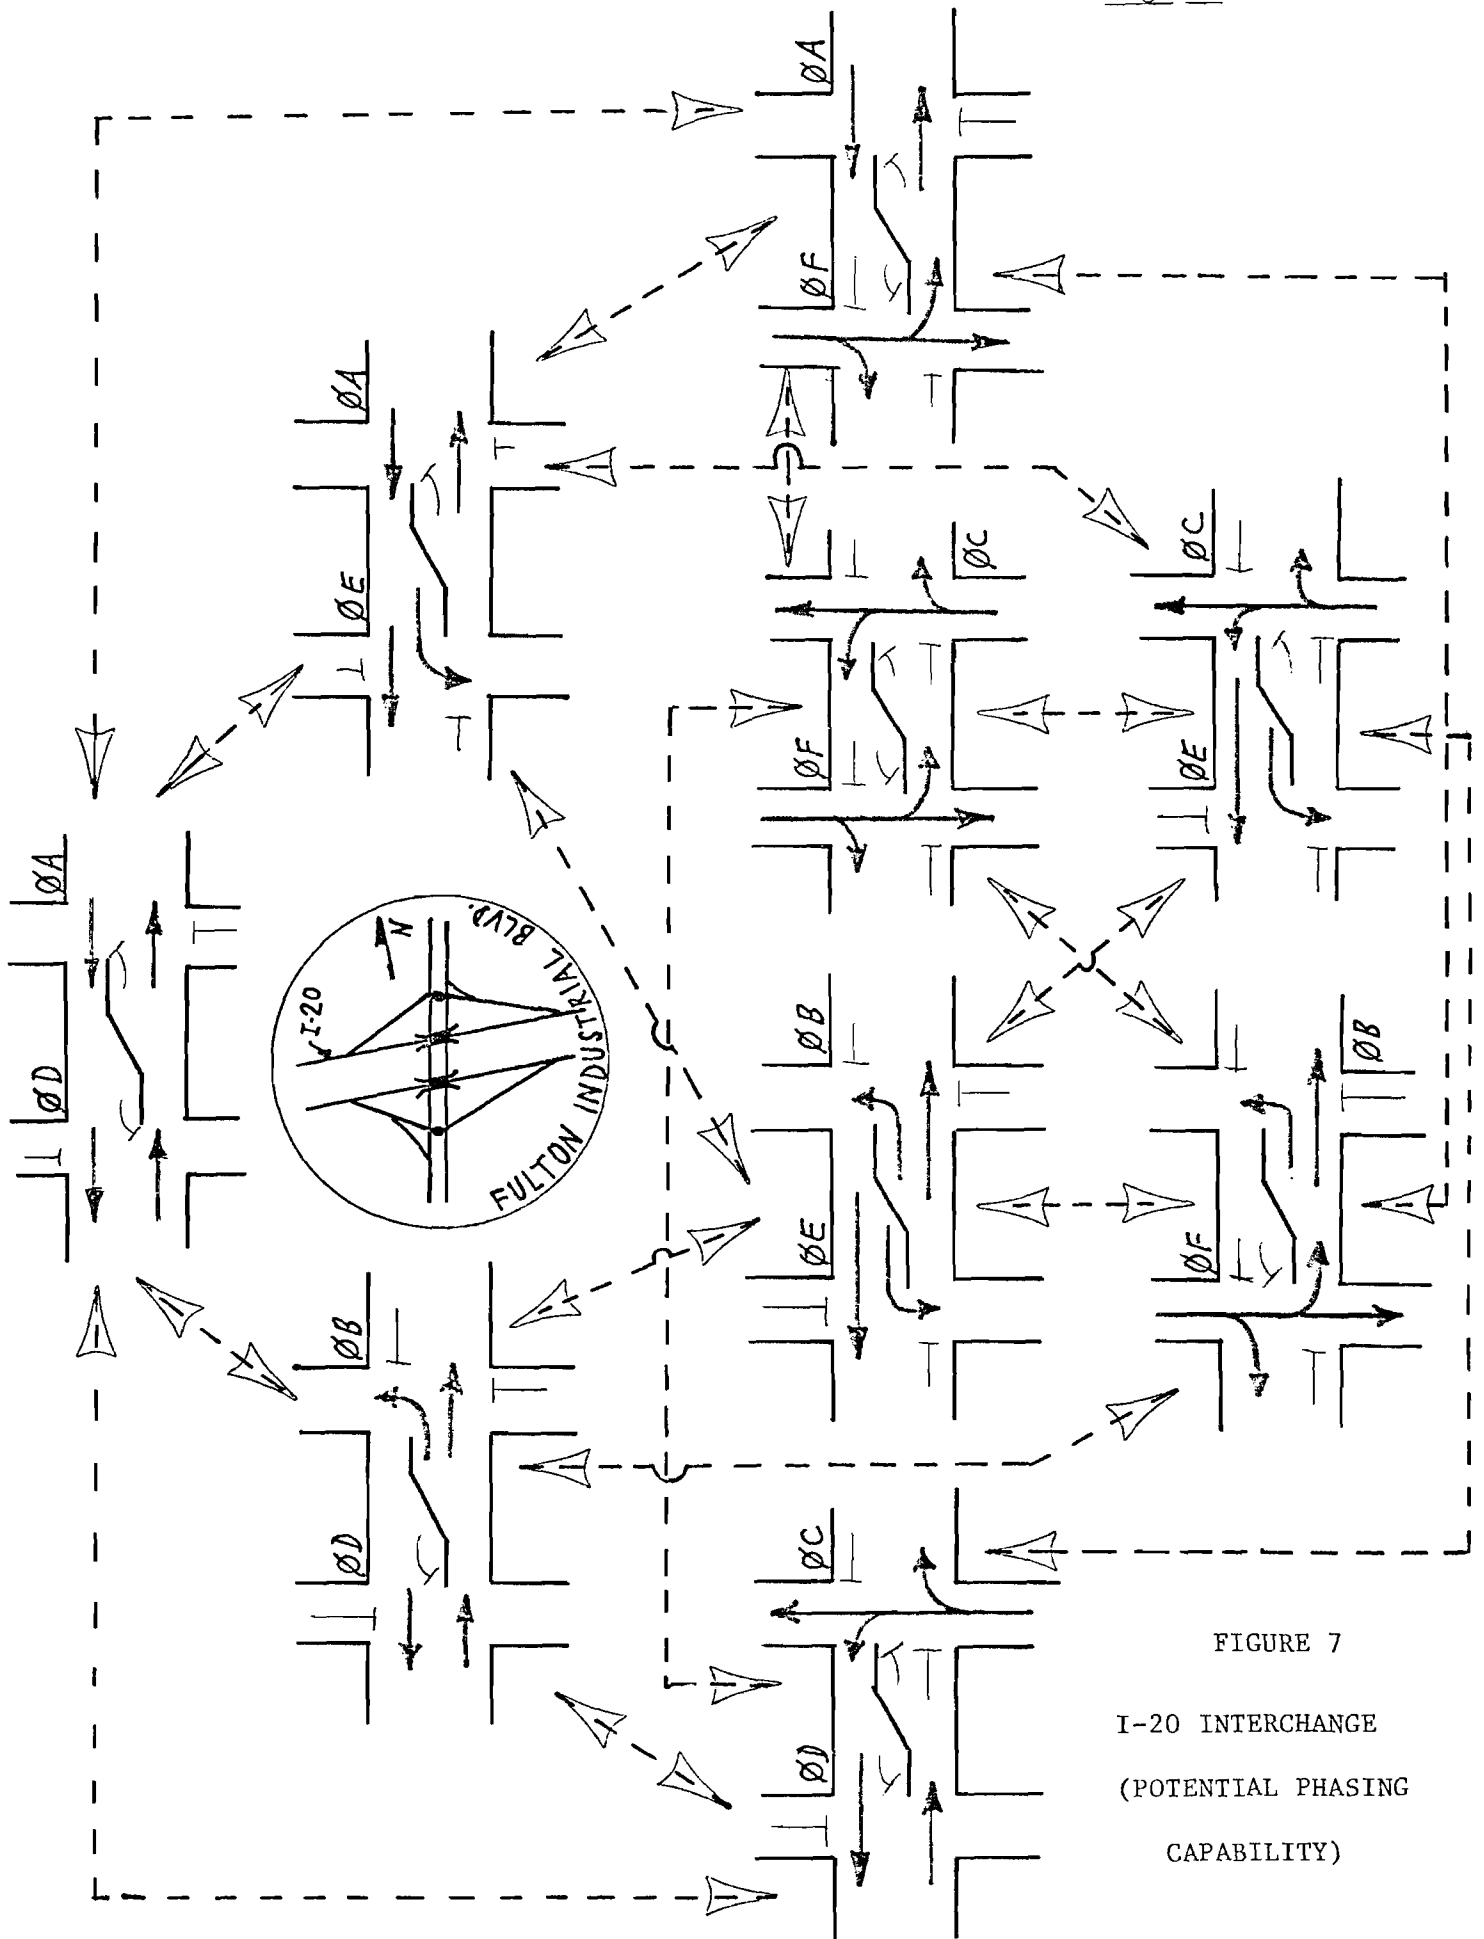 ØA
ØF
ØA
ØE
ØC
ØF
ØC
ØE
ØA
ØD
I-20
N
FULTON INDUSTRIAL BLVD.
ØB
ØE
ØB
ØF
ØB
ØD
ØC
ØD
FIGURE 7
I-20 INTERCHANGE
(POTENTIAL PHASING
CAPABILITY)